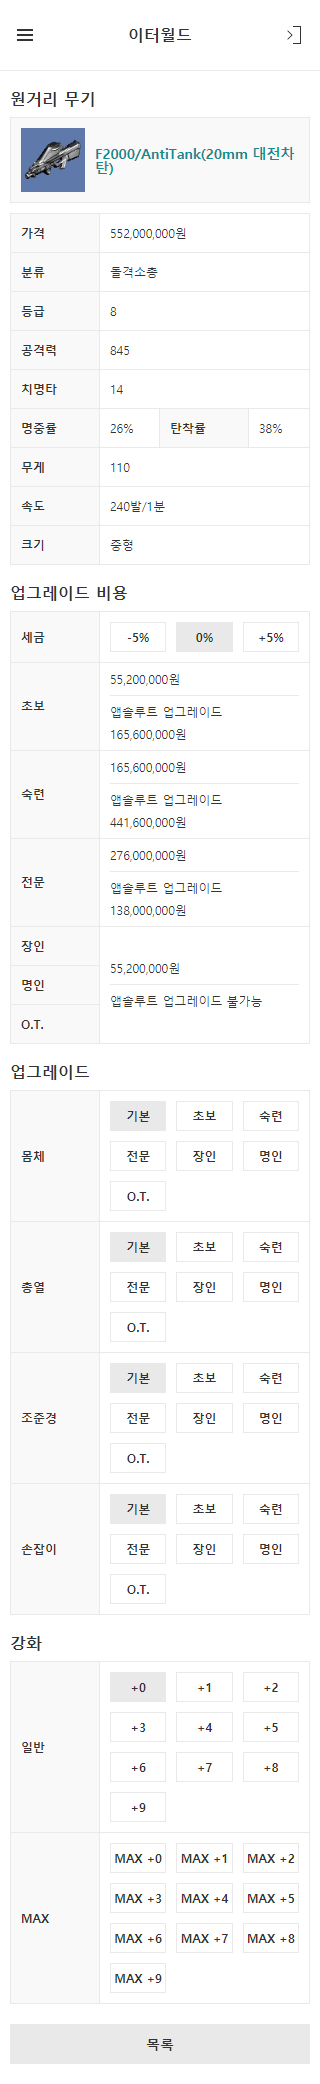 이터월드
원거리 무기
F2000/AntiTank(20mm 대전차
탄)
가격 552,000,000원
분류 돌격소총
등급 8
공격력 845
치명타 14
명중률 26% 탄착률 38%
무게 110
속도 240발/1분
크기 중형
업그레이드 비용
세금 -5% 0% +5%
초보
55,200,000원
앱솔루트 업그레이드
165,600,000원
숙련
165,600,000원
앱솔루트 업그레이드
441,600,000원
전문
276,000,000원
앱솔루트 업그레이드
138,000,000원
장인
명인
O.T.
55,200,000원
앱솔루트 업그레이드 불가능
업그레이드
몸체
기본 초보 숙련
전문 장인 명인
O.T.
총열
기본 초보 숙련
전문 장인 명인
O.T.
조준경
기본 초보 숙련
전문 장인 명인
O.T.
손잡이
기본 초보 숙련
전문 장인 명인
O.T.
강화
일반
+0 +1 +2
+3 +4 +5
+6 +7 +8
+9
MAX
MAX +0 MAX +1 MAX +2
MAX +3 MAX +4 MAX +5
MAX +6 MAX +7 MAX +8
MAX +9
목록